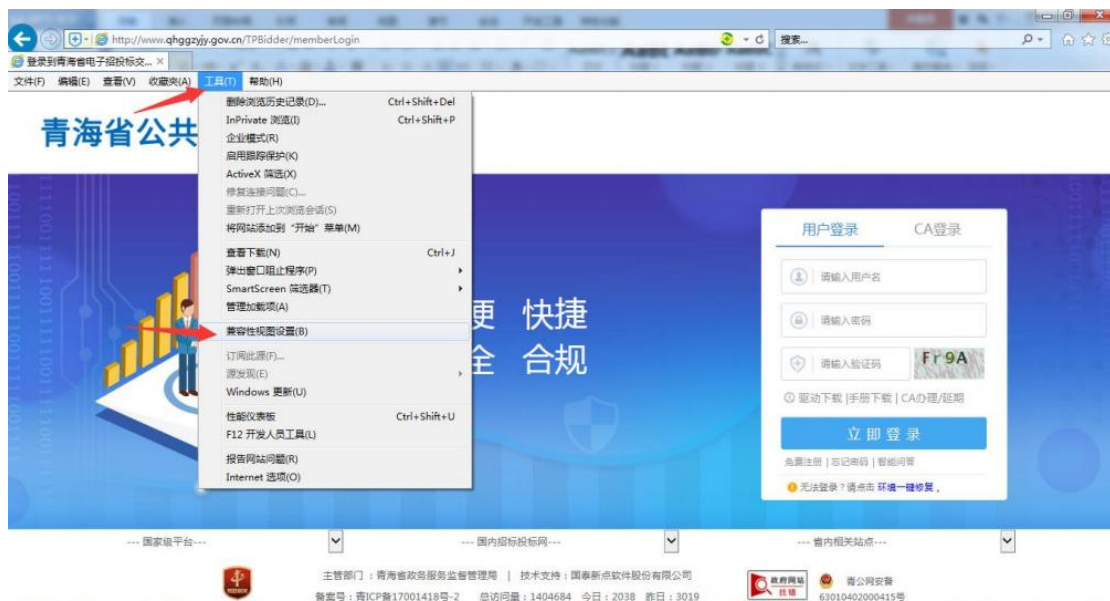 http://www.qhggzyjy.gov.cn/TPBidder/memberLogin
搜索...
登录到青海省电子招投标交...
文件(F) 编辑(E) 查看(V) 收藏夹(A) 工具(T) 帮助(H)
删除浏览历史记录(D)... Ctrl+Shift+Del
InPrivate 浏览(I) Ctrl+Shift+P
企业模式(R)
启用跟踪保护(K)
ActiveX 筛选(X)
修复连接问题(C)...
重新打开上次浏览会话(S)
将网站添加到“开始”菜单(M)
查看下载(N) Ctrl+J
弹出窗口阻止程序(P)
SmartScreen 筛选器(T)
管理加载项(A)
兼容性视图设置(B)
订阅此源(F)...
源发现(E)
Windows 更新(U)
性能仪表板 Ctrl+Shift+U
F12 开发人员工具(L)
报告网站问题(R)
Internet 选项(O)
青海省公共
便 快捷
全 合规
用户登录 CA登录
请输入用户名
请输入密码
请输入验证码 Fr9A
驱动下载 |手册下载 | CA办理/延期
立即登录
免费注册 | 忘记密码 | 智能问答
无法登录？请点击 环境一键修复 。
--- 国家级平台---
--- 国内招标投标网---
--- 省内相关站点---
主管部门 ：青海省政务服务监督管理局 | 技术支持：国泰新点软件股份有限公司
备案号：青ICP备17001418号-2 总访问量：1404684 今日：2038 昨日：3019
政府网站
找错
青公网安备
63010402000415号